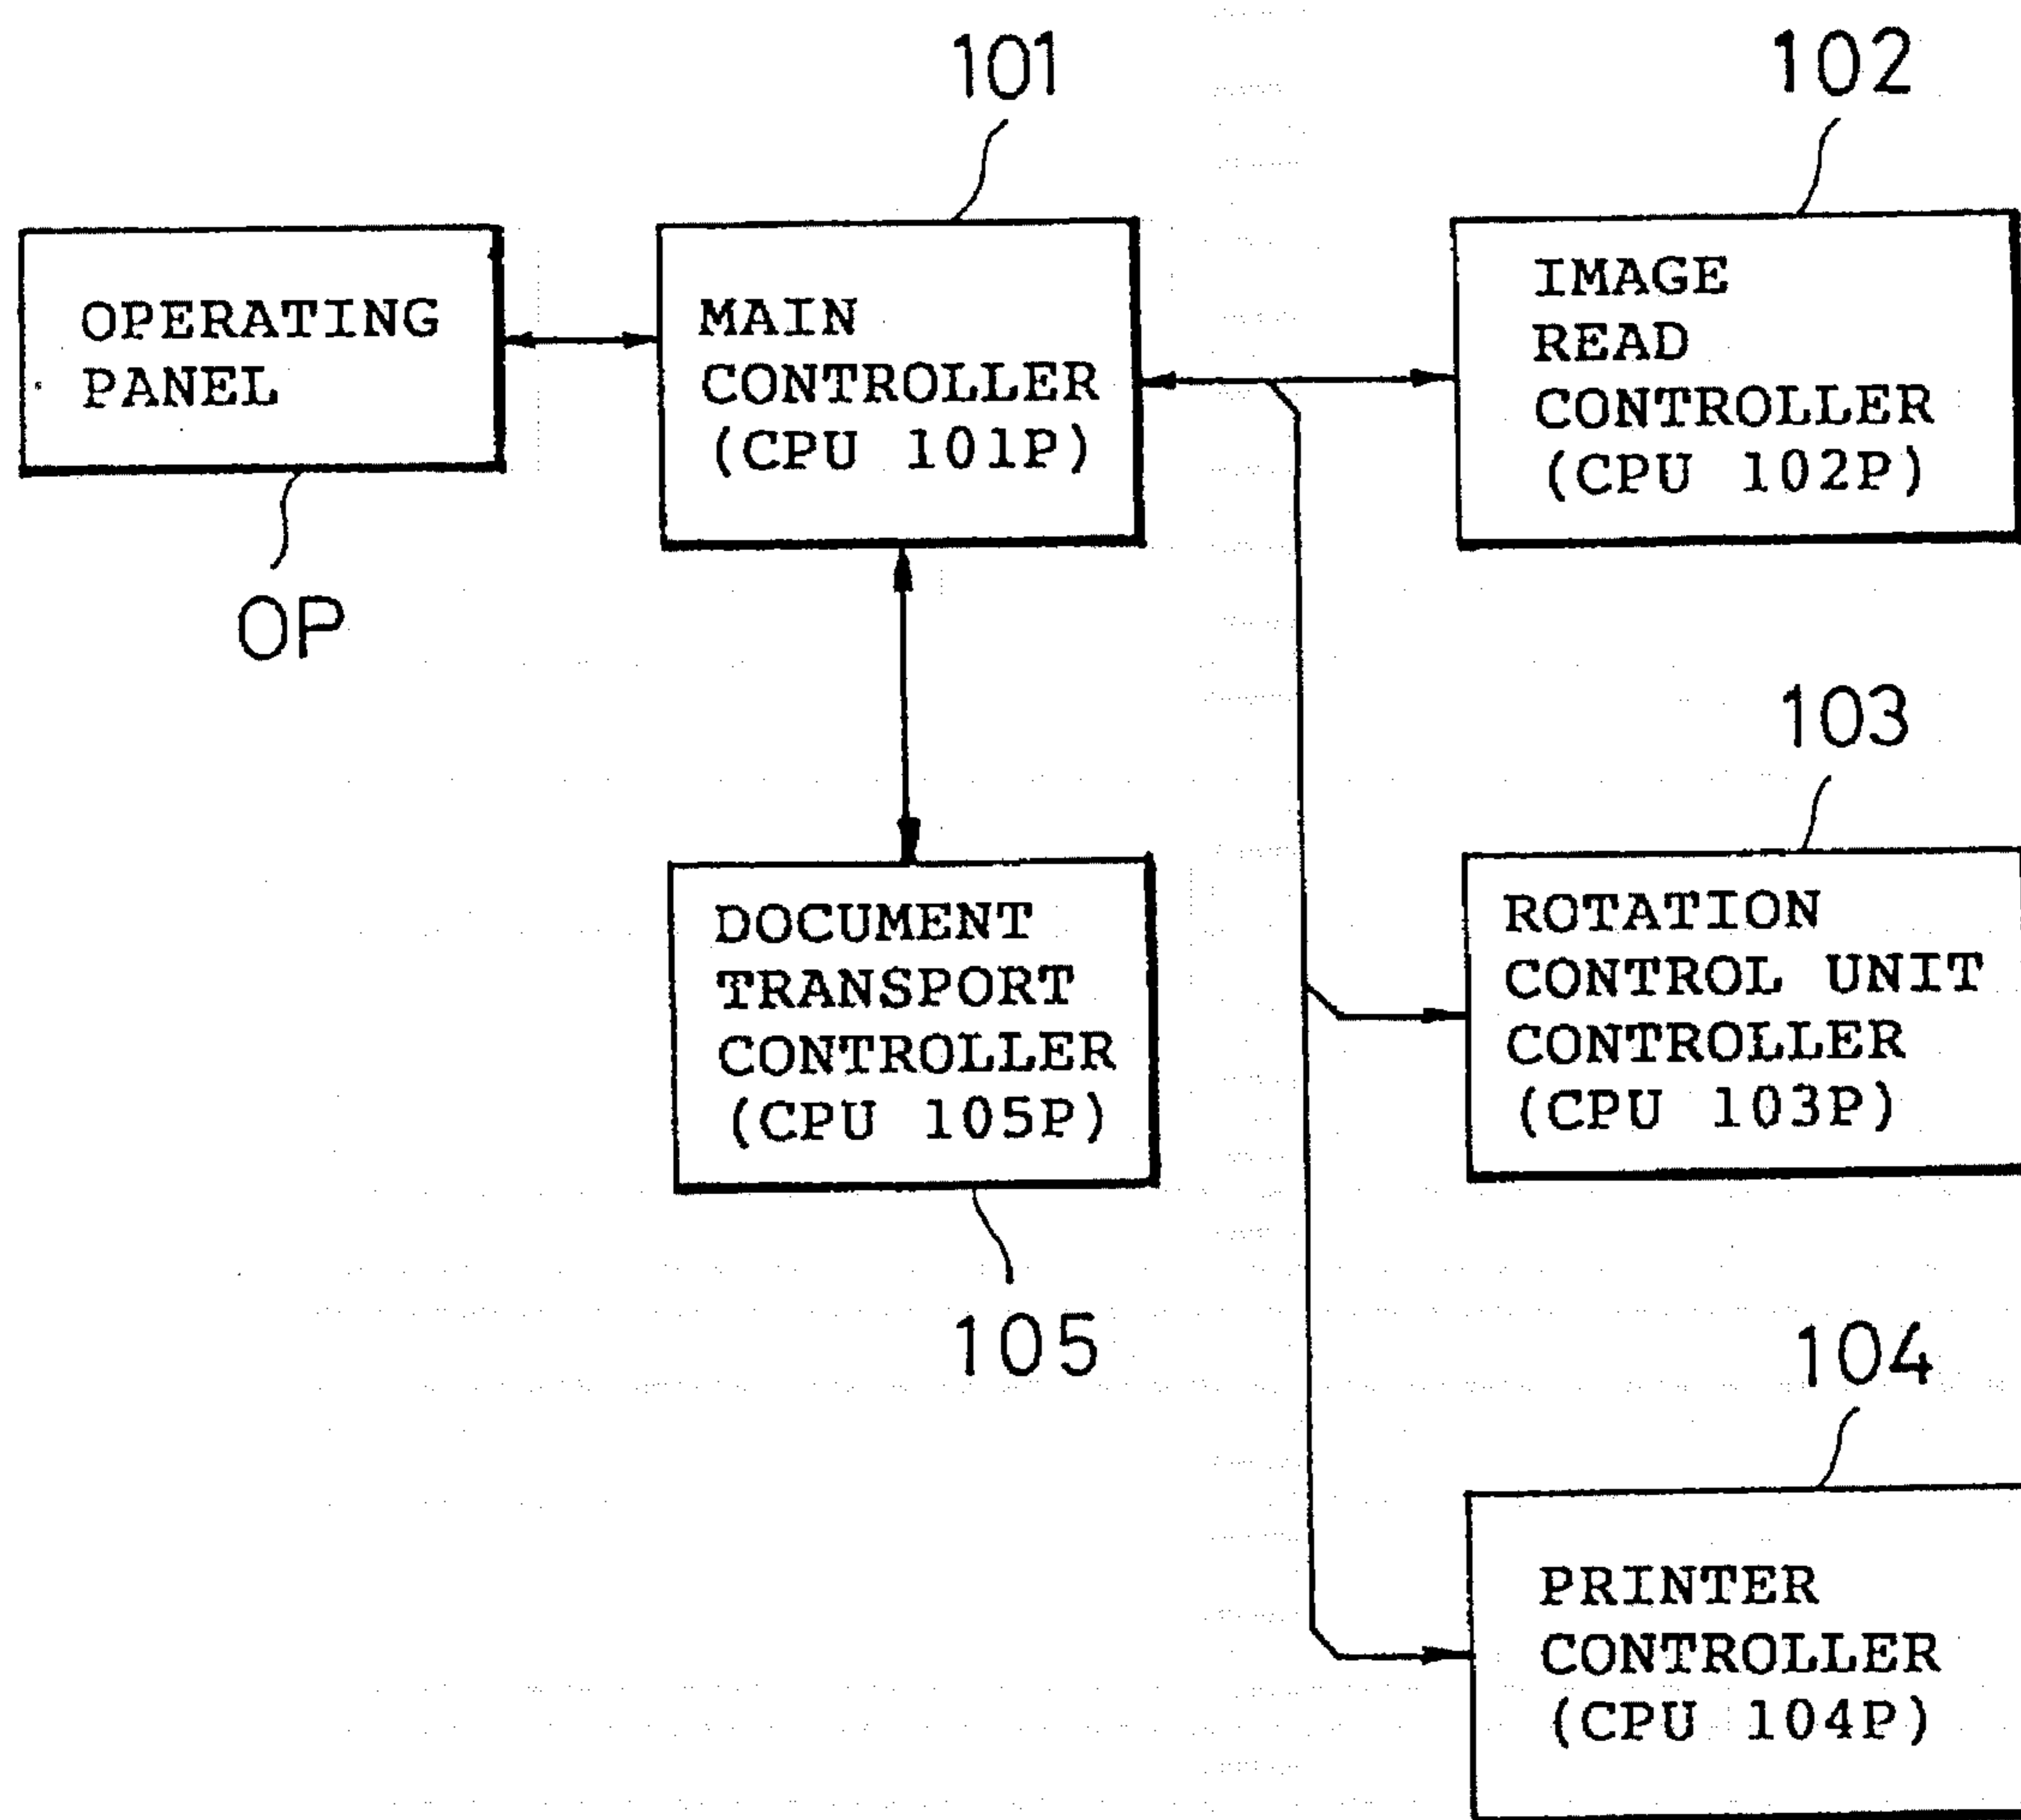 101
102
OPERATING
PANEL
OP
MAIN
CONTROLLER
(CPU 101P)
IMAGE
READ
CONTROLLER
(CPU 102P)
103
DOCUMENT
TRANSPORT
CONTROLLER
(CPU 105P)
105
ROTATION
CONTROL UNIT
CONTROLLER
(CPU 103P)
104
PRINTER
CONTROLLER
(CPU 104P)